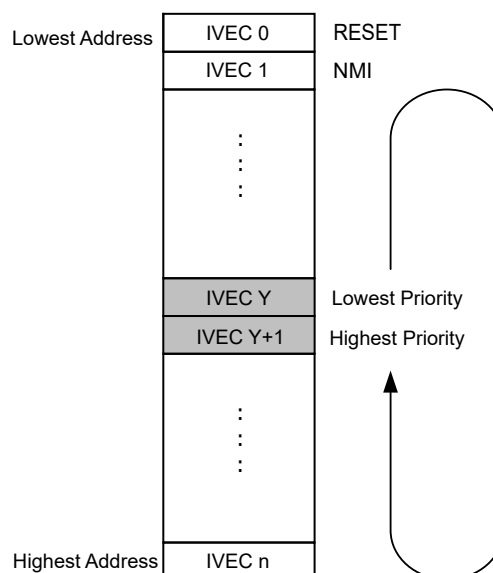 Lowest Address IVEC 0 RESET
IVEC 1 NMI
IVEC Y Lowest Priority
IVEC Y+1 Highest Priority
Highest Address IVEC n